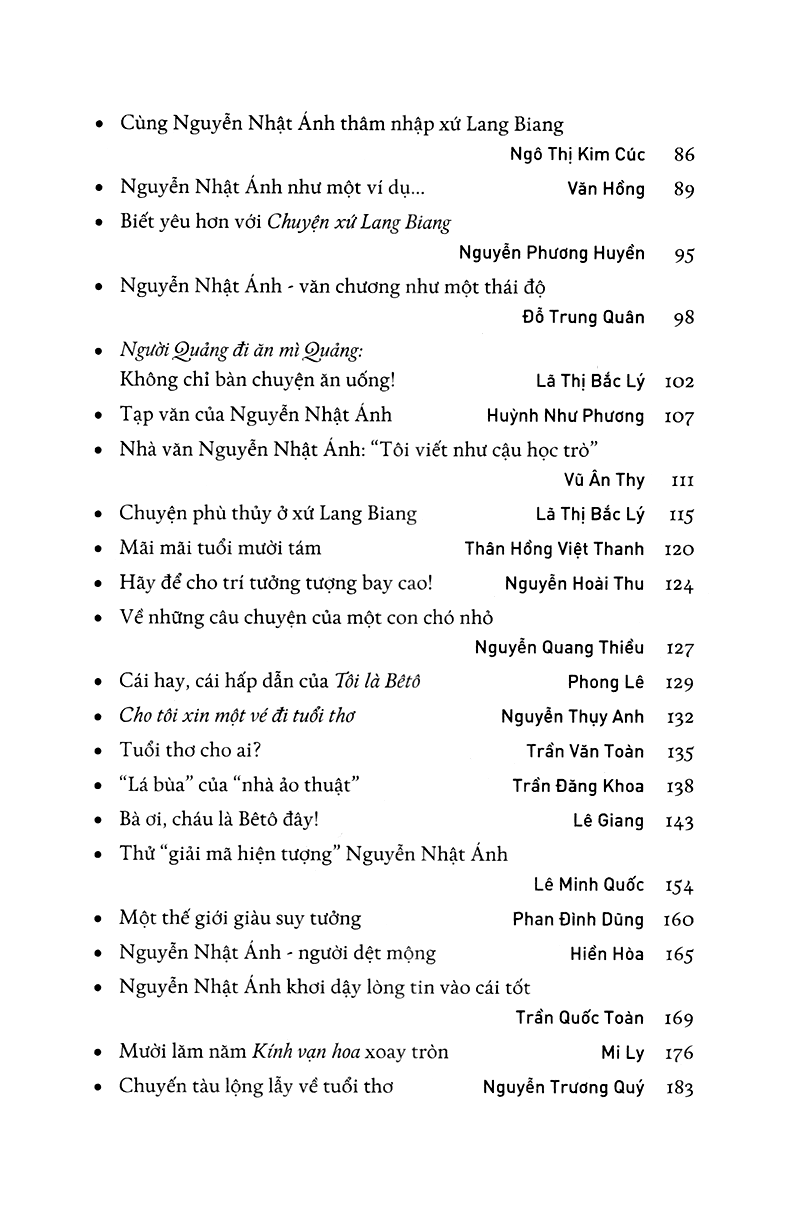 • Cùng Nguyễn Nhật Ánh thâm nhập xứ Lang Biang
Ngô Thị Kim Cúc 86
• Nguyễn Nhật Ánh như một ví dụ... Văn Hồng 89
• Biết yêu hơn với Chuyện xứ Lang Biang
Nguyễn Phương Huyền 95
• Nguyễn Nhật Ánh - văn chương như một thái độ
Đỗ Trung Quân 98
• Người Quảng đi ăn mì Quảng:
Không chỉ bàn chuyện ăn uống! Lã Thị Bắc Lý 102
• Tạp văn của Nguyễn Nhật Ánh Huỳnh Như Phương 107
• Nhà văn Nguyễn Nhật Ánh: “Tôi viết như cậu học trò”
Vũ Ân Thy 111
• Chuyện phù thủy ở xứ Lang Biang Lã Thị Bắc Lý 115
• Mãi mãi tuổi mười tám Thân Hồng Việt Thanh 120
• Hãy để cho trí tưởng tượng bay cao! Nguyễn Hoài Thu 124
• Về những câu chuyện của một con chó nhỏ
Nguyễn Quang Thiều 127
• Cái hay, cái hấp dẫn của Tôi là Bêtô Phong Lê 129
• Cho tôi xin một vé đi tuổi thơ Nguyễn Thụy Anh 132
• Tuổi thơ cho ai? Trần Văn Toàn 135
• “Lá bùa” của “nhà ảo thuật” Trần Đăng Khoa 138
• Bà ơi, cháu là Bêtô đây! Lê Giang 143
• Thử “giải mã hiện tượng” Nguyễn Nhật Ánh
Lê Minh Quốc 154
• Một thế giới giàu suy tưởng Phan Đình Dũng 160
• Nguyễn Nhật Ánh - người dệt mộng Hiền Hòa 165
• Nguyễn Nhật Ánh khơi dậy lòng tin vào cái tốt
Trần Quốc Toàn 169
• Mười lăm năm Kính vạn hoa xoay tròn Mi Ly 176
• Chuyến tàu lộng lẫy về tuổi thơ Nguyễn Trương Quý 183